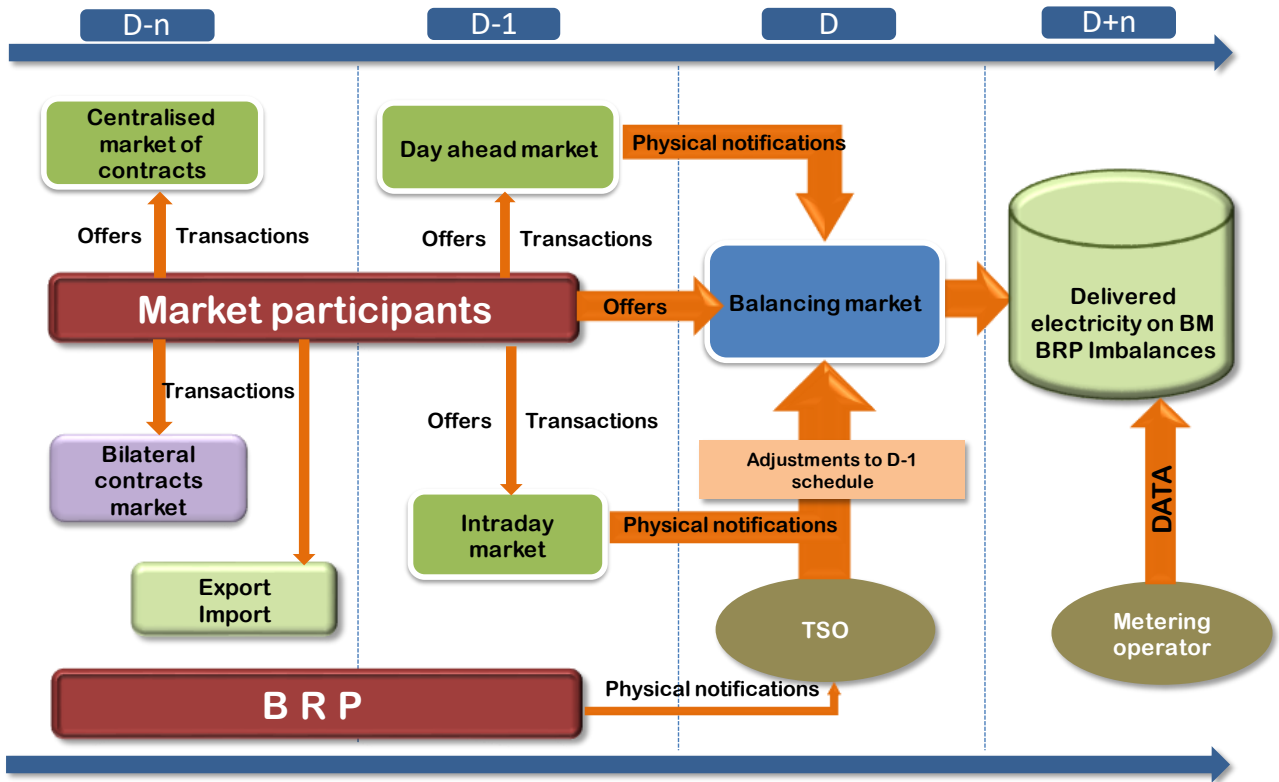 D-n
D-1
D
D+n
Centralised
market of
contracts
Day ahead market
Physical notifications
Offers
Transactions
Offers
Transactions
Market participants
Offers
Balancing market
Delivered
electricity on BM
BRP Imbalances
Transactions
Offers
Transactions
Bilateral
contracts
market
Adjustments to D-1
schedule
Intraday
market
Physical notifications
DATA
Export
Import
TSO
Metering
operator
B R P
Physical notifications